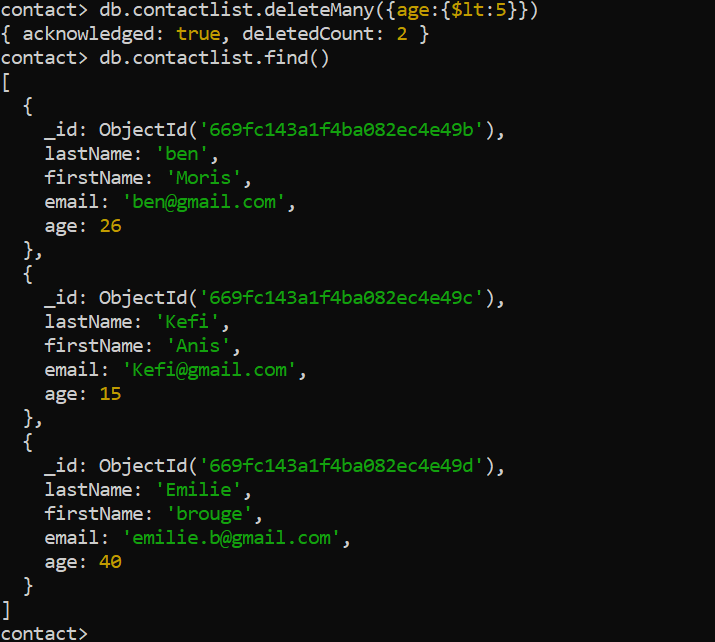 contact> db.contactlist.deleteMany({age:{$lt:5}})
{ acknowledged: true, deletedCount: 2 }
contact> db.contactlist.find()
[
  {
    _id: ObjectId('669fc143a1f4ba082ec4e49b'),
    lastName: 'ben',
    firstName: 'Moris',
    email: 'ben@gmail.com',
    age: 26
  },
  {
    _id: ObjectId('669fc143a1f4ba082ec4e49c'),
    lastName: 'Kefi',
    firstName: 'Anis',
    email: 'Kefi@gmail.com',
    age: 15
  },
  {
    _id: ObjectId('669fc143a1f4ba082ec4e49d'),
    lastName: 'Emilie',
    firstName: 'brouge',
    email: 'emilie.b@gmail.com',
    age: 40
  }
]
contact>